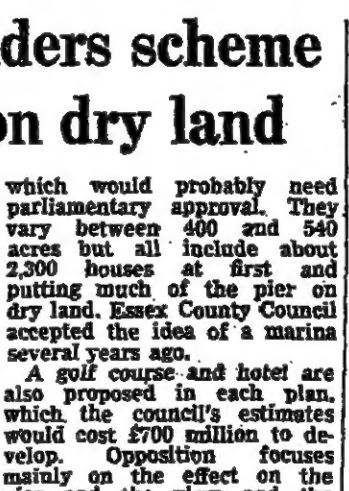 ders scheme
on dry land
which would probably need
parliamentary approval. They
vary between 400 and 540
acres but all include about
2,300 houses at first and
putting much of the pier on
dry land. Essex County Council
accepted the idea of a marina
several years ago.
A golf course and hotel are
also proposed in each plan,
which the council's estimates
would cost £700 million to de-
velop. Opposition focuses
mainly on the effect on the